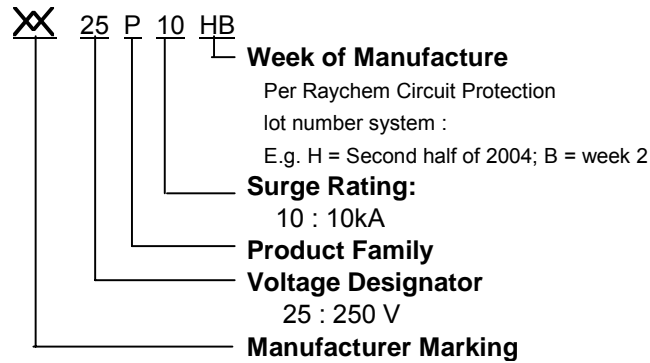 XX 25 P 10 HB
Week of Manufacture
Per Raychem Circuit Protection
lot number system :
E.g. H = Second half of 2004; B = week 2
Surge Rating:
10 : 10kA
Product Family
Voltage Designator
25 : 250 V
Manufacturer Marking